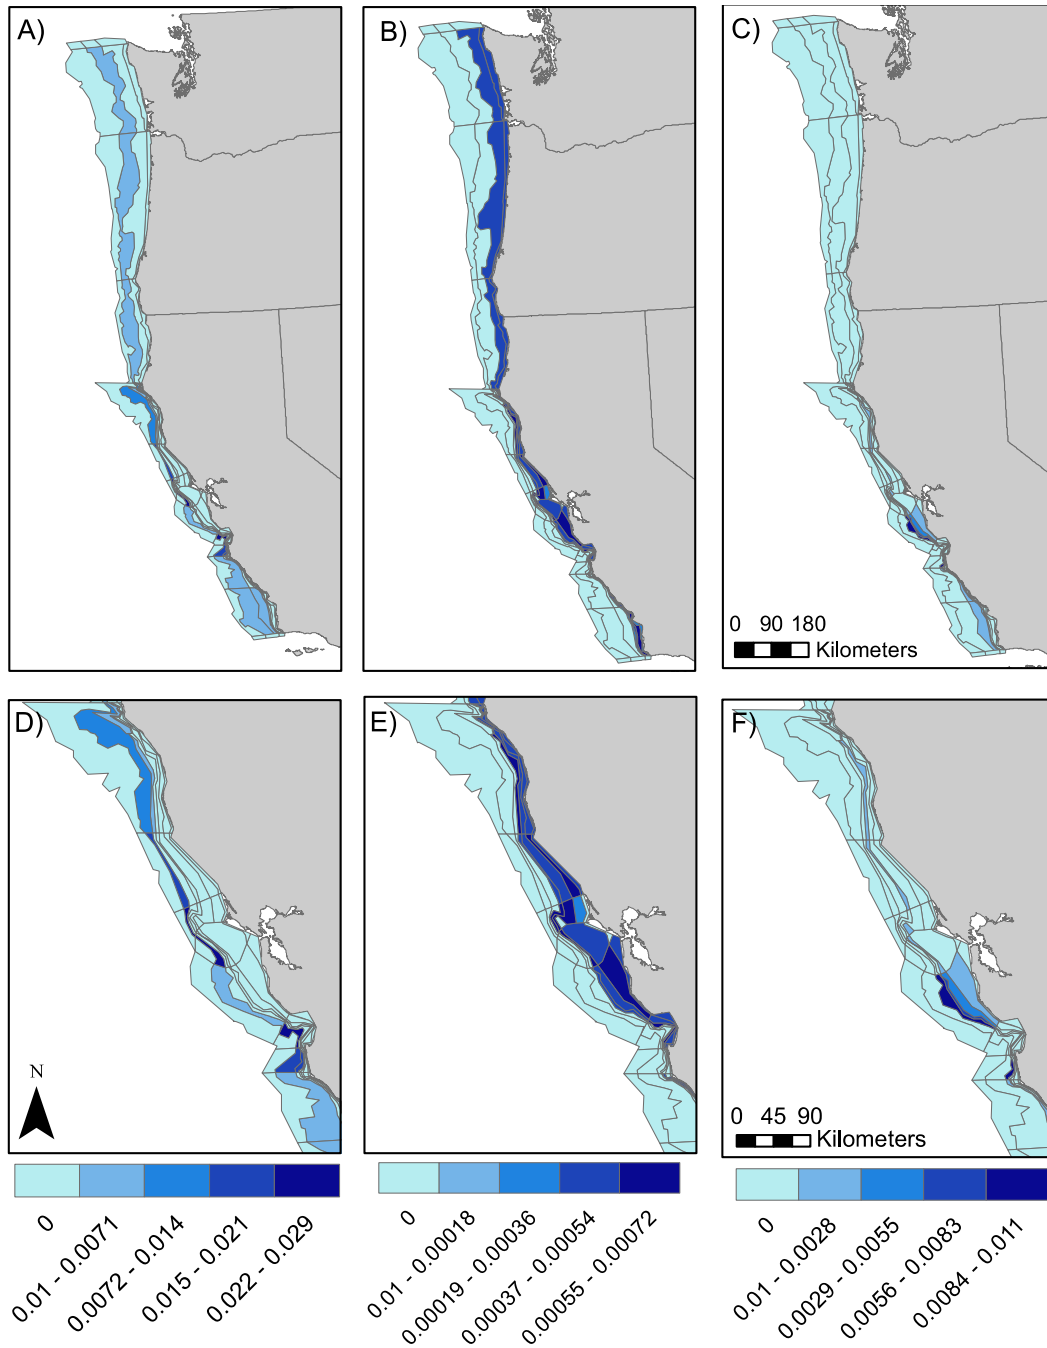 A)
B)
C)
0 90 180
Kilometers
D)
E)
F)
N
0 45 90
Kilometers
0
0.01 - 0.0071
0.0072 - 0.014
0.015 - 0.021
0.022 - 0.029
0
0.01 - 0.00018
0.00019 - 0.00036
0.00037 - 0.00054
0.00055 - 0.00072
0
0.01 - 0.0028
0.0029 - 0.0055
0.0056 - 0.0083
0.0084 - 0.011